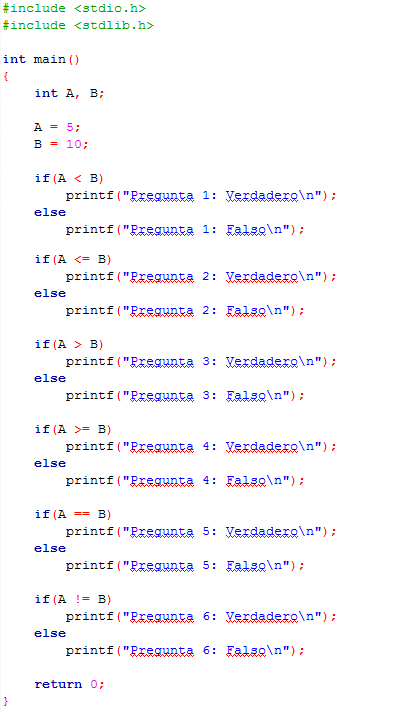 #include <stdio.h>
#include <stdlib.h>

int main()
{
    int A, B;

    A = 5;
    B = 10;

    if(A < B)
        printf("Pregunta 1: Verdadero\n");
    else
        printf("Pregunta 1: Falso\n");

    if(A <= B)
        printf("Pregunta 2: Verdadero\n");
    else
        printf("Pregunta 2: Falso\n");

    if(A > B)
        printf("Pregunta 3: Verdadero\n");
    else
        printf("Pregunta 3: Falso\n");

    if(A >= B)
        printf("Pregunta 4: Verdadero\n");
    else
        printf("Pregunta 4: Falso\n");

    if(A == B)
        printf("Pregunta 5: Verdadero\n");
    else
        printf("Pregunta 5: Falso\n");

    if(A != B)
        printf("Pregunta 6: Verdadero\n");
    else
        printf("Pregunta 6: Falso\n");

    return 0;
}